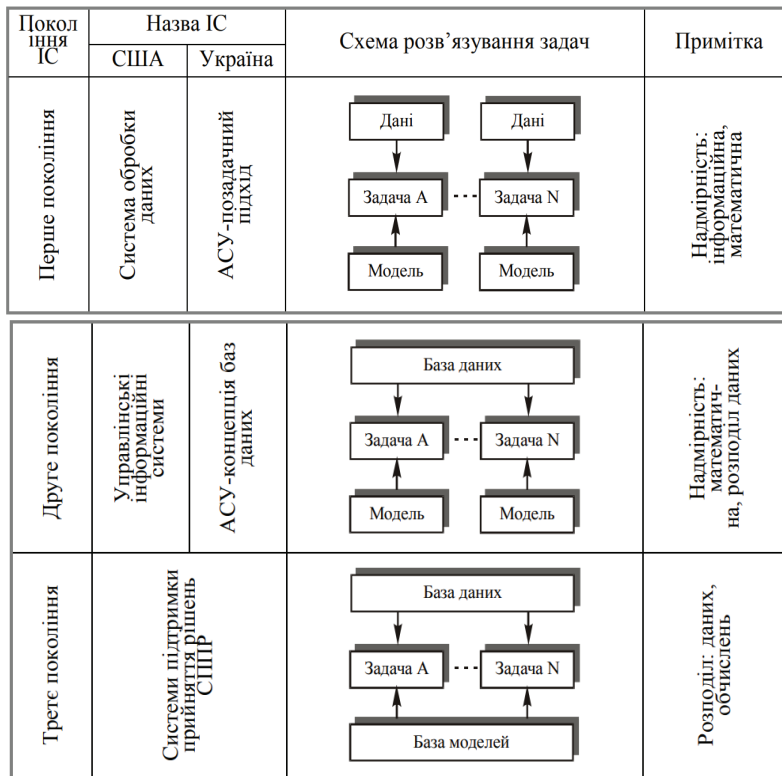 Покол
іння
ІС
Назва ІС
США
Україна
Схема розв’язування задач
Примітка
Перше покоління
Система обробки
даних
АСУ-позадачний
підхід
Дані
Дані
Задача А
Задача N
Модель
Модель
Надмірність:
інформаційна,
математична
Друге покоління
Управлінські
інформаційні
системи
АСУ-концепція баз
даних
База даних
Задача А
Задача N
Модель
Модель
Надмірність:
математич-
на, розподіл даних
Третє покоління
Системи підтримки
прийняття рішень
СППР
База даних
Задача А
Задача N
База моделей
Розподіл: даних,
обчислень